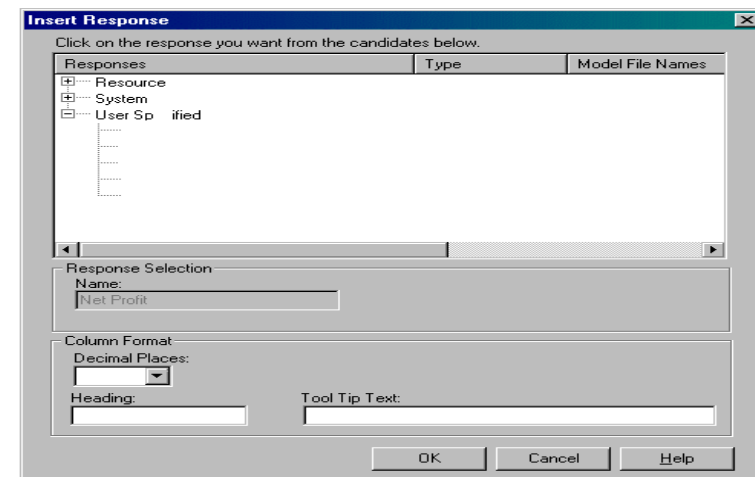 Insert Response
Click on the response you want from the candidates below.
Responses Type Model File Names
Resource
System
User Sp ified
Response Selection
Name:
Net Profit
Column Format
Decimal Places:
Heading: Tool Tip Text:
OK Cancel Help